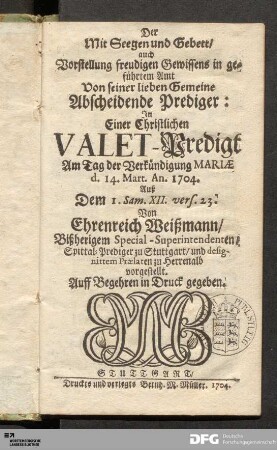 Der
Mit Seegen und Gebett/
auch
Vorstellung freudigen Gewissens in ge-
führtem Amt
Von seiner lieben Gemeine
Abscheidende Prediger:
In
Einer Christlichen
VALET-Predigt
Am Tag der Verkündigung MARIÆ
d. 14. Mart. An. 1704.
Auß
Dem 1. Sam. XII. vers. 23.
Von
Ehrenreich Weißmann/
Bißherigem Special-Superintendenten/
Spittal-Prediger zu Stuttgart/ und desig-
nirtem Prælaten zu Herrenalb
vorgestellt.
Auff Begehren in Druck gegeben.
STUTTGART/
Druckts und verlegts Bernh. M. Müller. 1704.
DFG Deutsche
Forschungsgemeinschaft